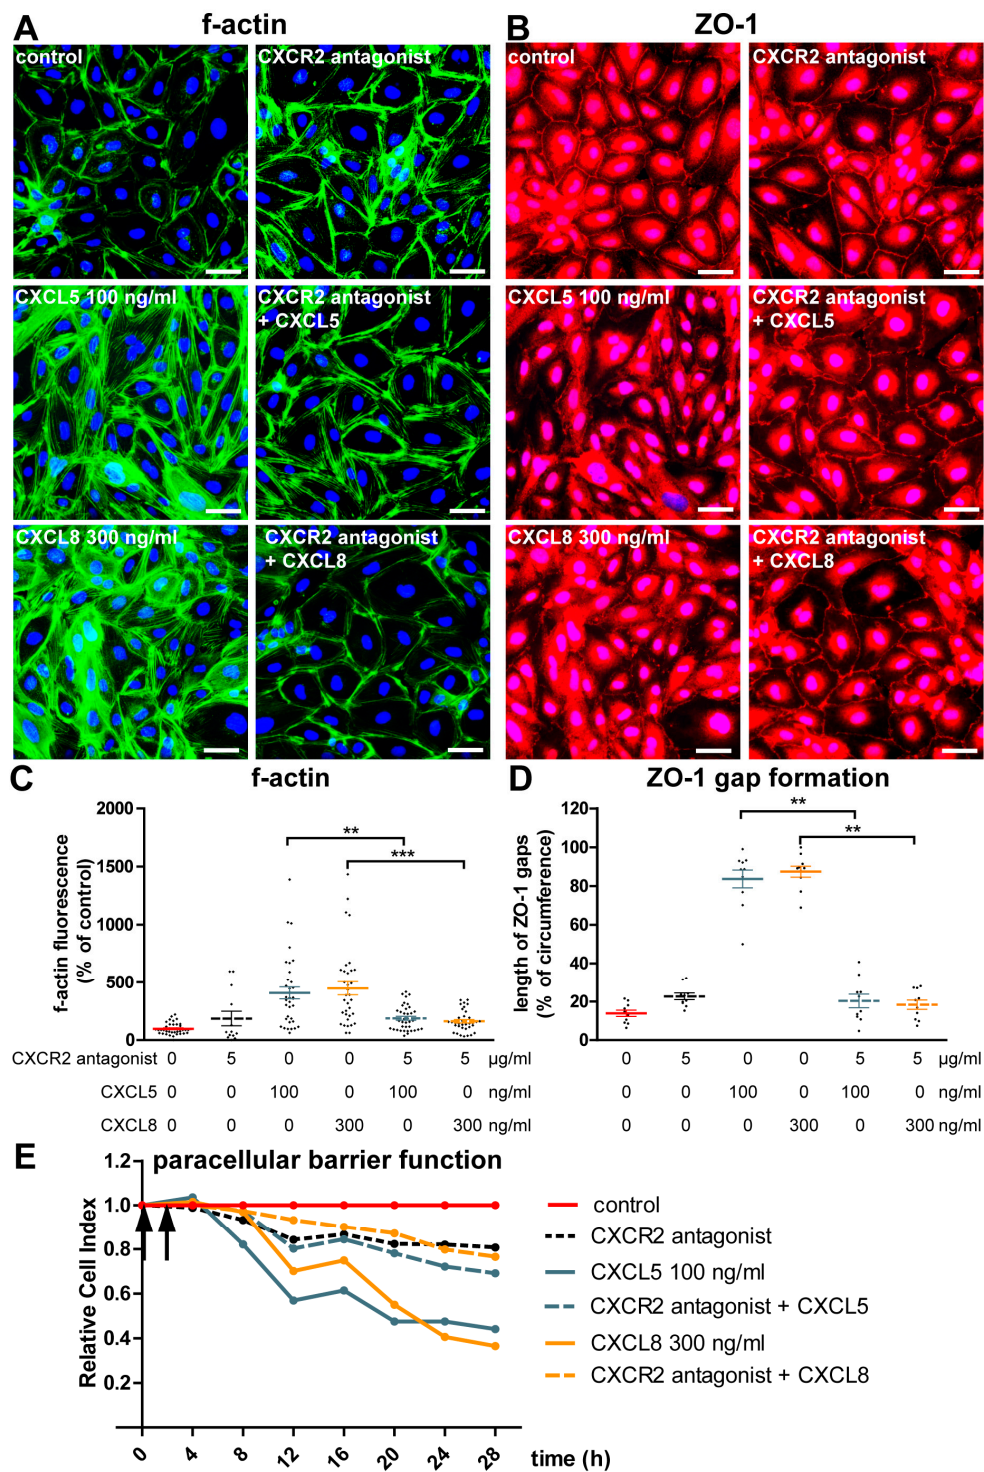 A
f-actin
B
ZO-1
control
CXCR2 antagonist
control
CXCR2 antagonist
CXCL5 100 ng/ml
CXCR2 antagonist
+ CXCL5
CXCL5 100 ng/ml
CXCR2 antagonist
+ CXCL5
CXCL8 300 ng/ml
CXCR2 antagonist
+ CXCL8
CXCL8 300 ng/ml
CXCR2 antagonist
+ CXCL8
C
f-actin
f-actin fluorescence
(% of control)
2000
1500
1000
500
0
**
***
CXCR2 antagonist 0 5 0 0 5 5 µg/ml
CXCL5 0 0 100 0 100 0 ng/ml
CXCL8 0 0 0 300 0 300 ng/ml
D
ZO-1 gap formation
length of ZO-1 gaps
(% of circumference)
120
100
80
60
40
20
0
**
**
0 5 0 0 5 5 µg/ml
0 0 100 0 100 0 ng/ml
0 0 0 300 0 300 ng/ml
E
paracellular barrier function
Relative Cell Index
1.2
1.0
0.8
0.6
0.4
0.2
0 4 8 12 16 20 24 28
time (h)
control
CXCR2 antagonist
CXCL5 100 ng/ml
CXCR2 antagonist + CXCL5
CXCL8 300 ng/ml
CXCR2 antagonist + CXCL8